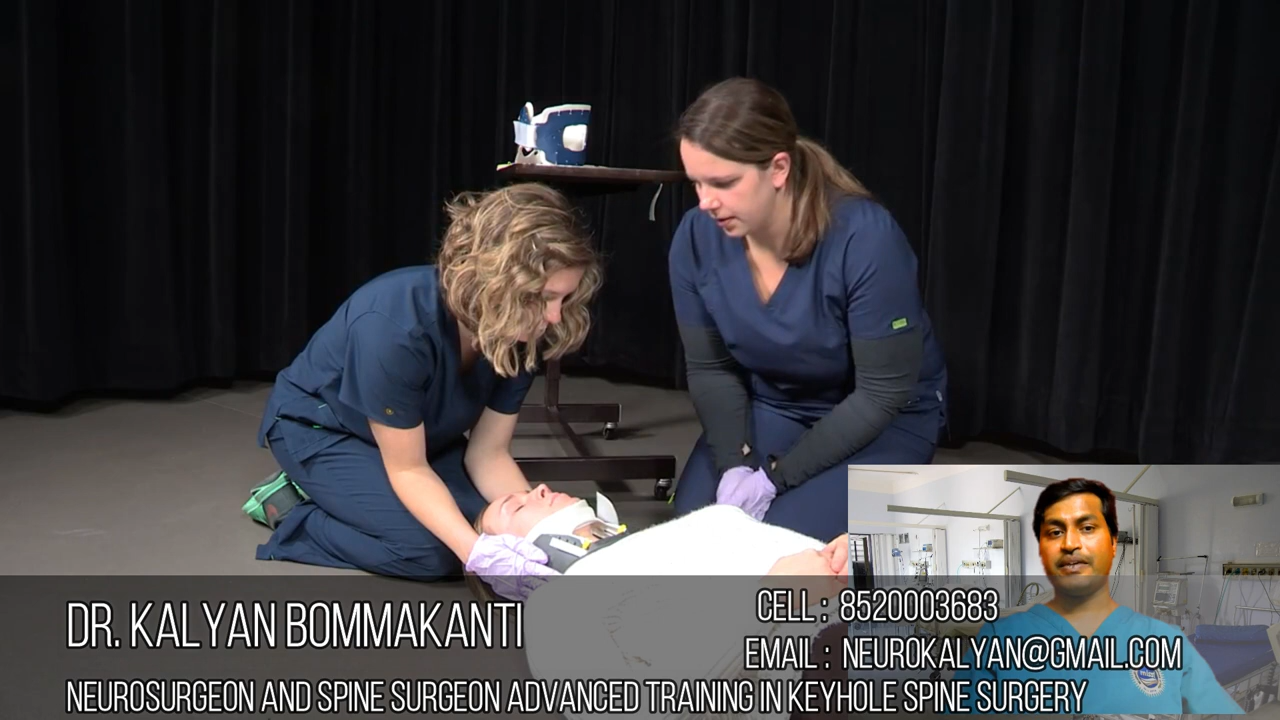 DR. KALYAN BOMMAKANTI
CELL : 8520003683
EMAIL : NEUROKALYAN@GMAIL.COM
NEUROSURGEON AND SPINE SURGEON ADVANCED TRAINING IN KEYHOLE SPINE SURGERY